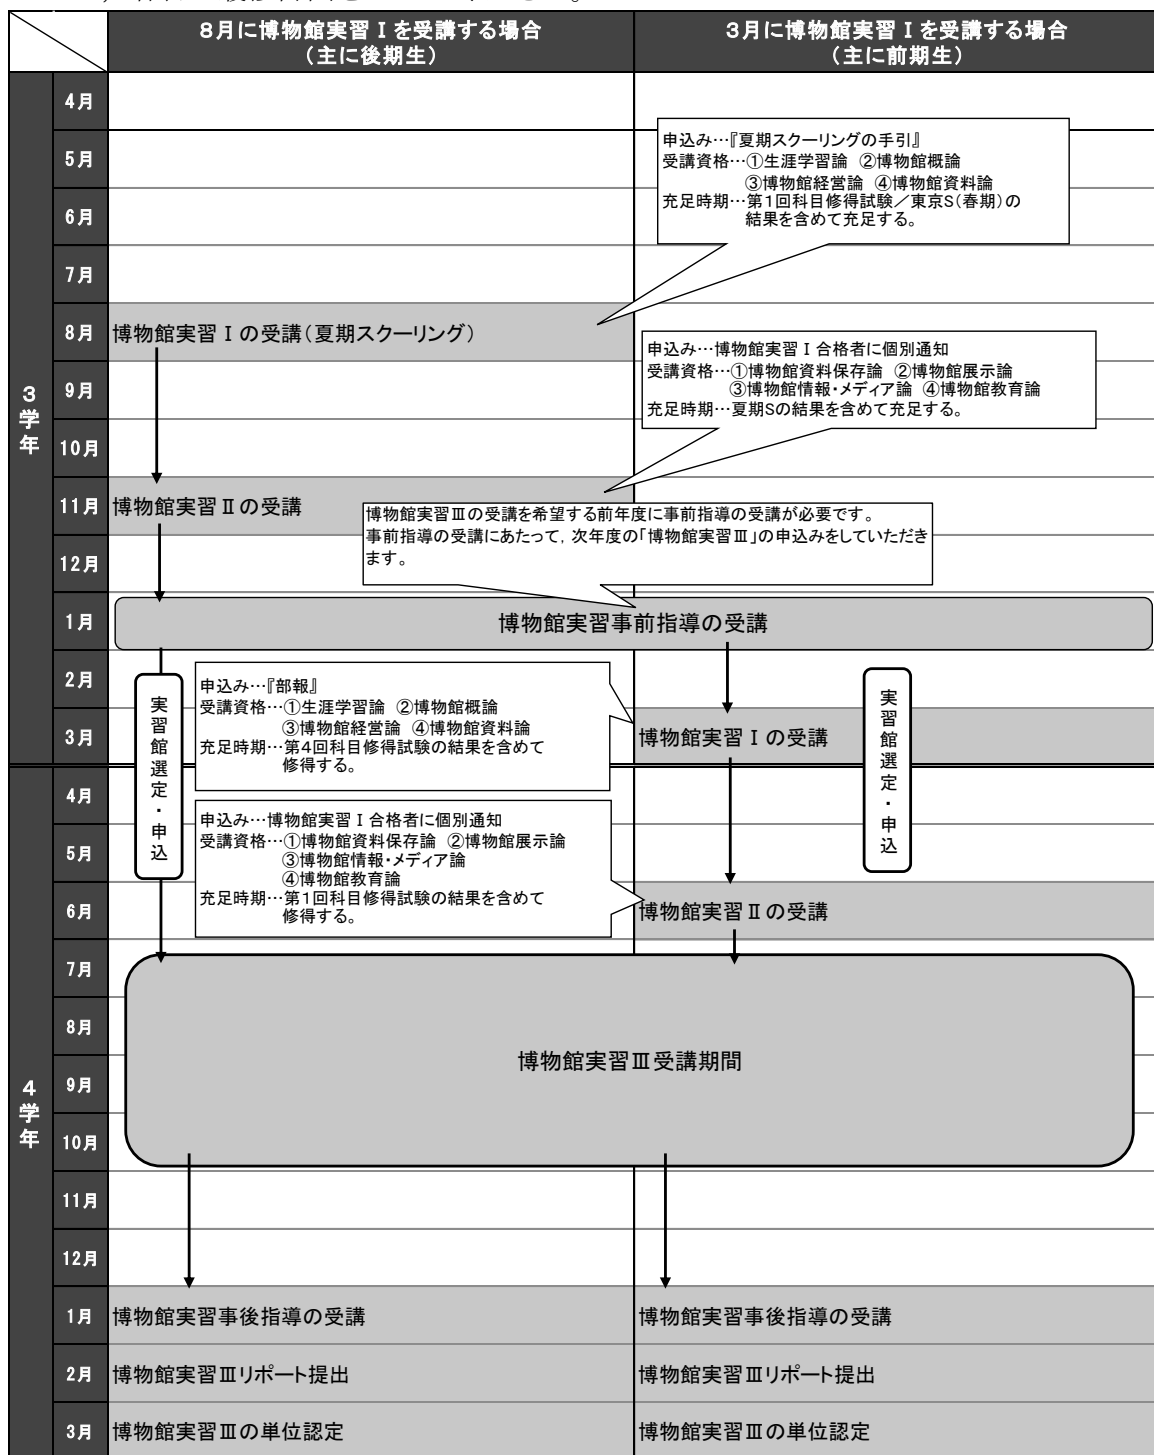 8月に博物館実習Ⅰを受講する場合
(主に後期生)
3月に博物館実習Ⅰを受講する場合
(主に前期生)
3学年
4月
5月
申込み…『夏期スクーリングの手引』
受講資格…①生涯学習論 ②博物館概論
③博物館経営論 ④博物館資料論
充足時期…第1回科目修得試験／東京S(春期)の
結果を含めて充足する。
6月
7月
8月
博物館実習Ⅰの受講(夏期スクーリング)
申込み…博物館実習Ⅰ合格者に個別通知
受講資格…①博物館資料保存論 ②博物館展示論
③博物館情報・メディア論 ④博物館教育論
充足時期…夏期Sの結果を含めて充足する。
9月
10月
11月
博物館実習Ⅱの受講
博物館実習Ⅲの受講を希望する前年度に事前指導の受講が必要です。
事前指導の受講にあたって，次年度の「博物館実習Ⅲ」の申込みをしていただき
ます。
12月
1月
博物館実習事前指導の受講
2月
実習館選定・申込
申込み…『部報』
受講資格…①生涯学習論 ②博物館概論
③博物館経営論 ④博物館資料論
充足時期…第4回科目修得試験の結果を含めて
修得する。
実習館選定・申込
3月
博物館実習Ⅰの受講
4学年
4月
申込み…博物館実習Ⅰ合格者に個別通知
受講資格…①博物館資料保存論 ②博物館展示論
③博物館情報・メディア論
④博物館教育論
充足時期…第1回科目修得試験の結果を含めて
修得する。
5月
6月
博物館実習Ⅱの受講
7月
8月
博物館実習Ⅲ受講期間
9月
10月
11月
12月
1月
博物館実習事後指導の受講
博物館実習事後指導の受講
2月
博物館実習Ⅲリポート提出
博物館実習Ⅲリポート提出
3月
博物館実習Ⅲの単位認定
博物館実習Ⅲの単位認定